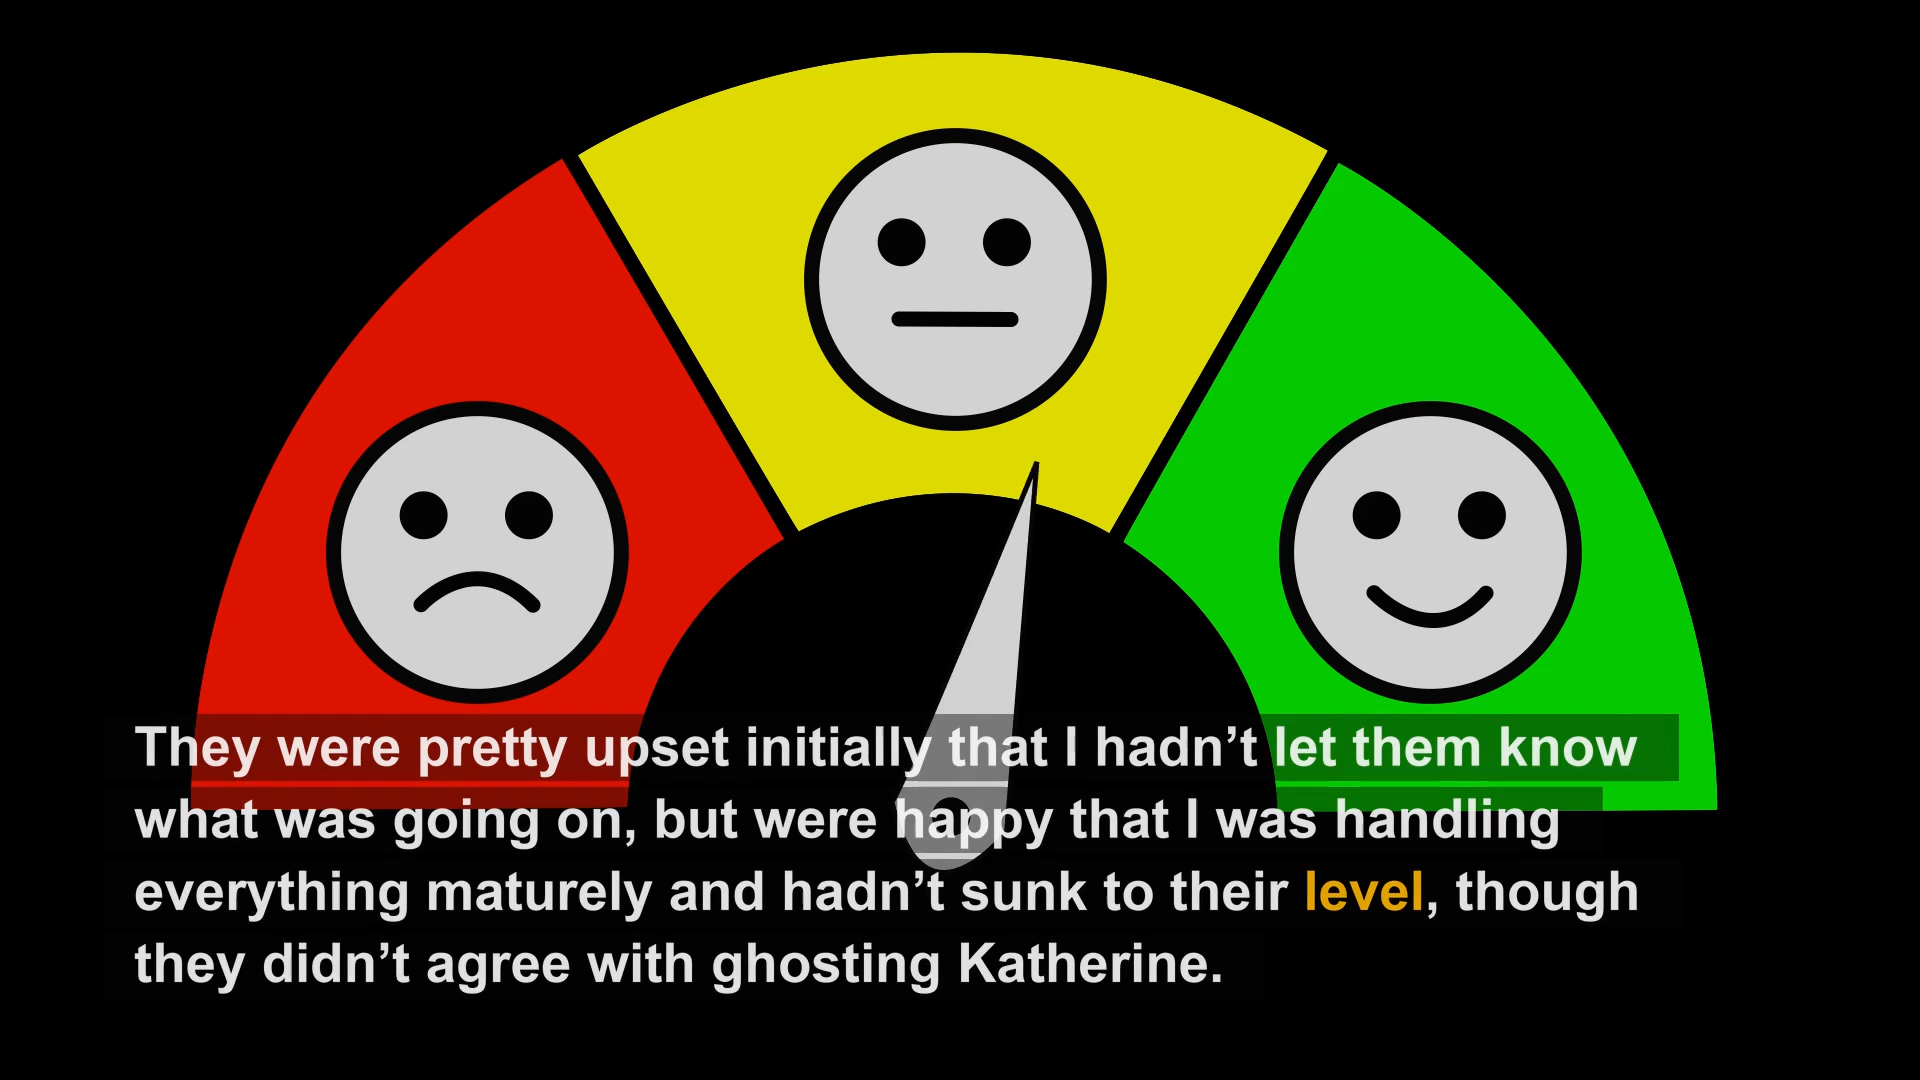 They were pretty upset initially that I hadn’t let them know
what was going on, but were happy that I was handling
everything maturely and hadn’t sunk to their level, though
they didn’t agree with ghosting Katherine.